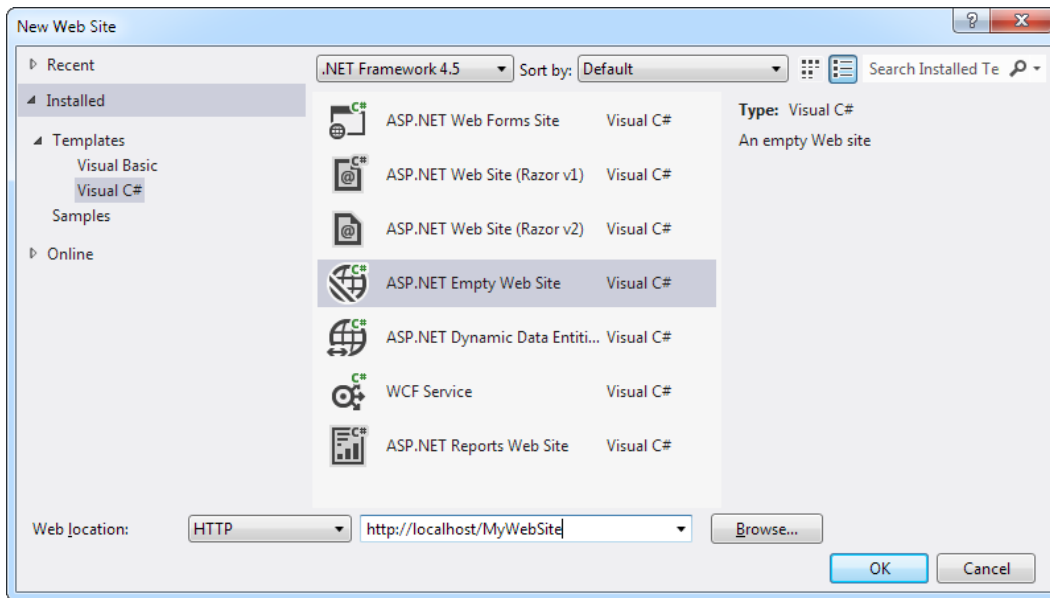 New Web Site
Recent
Installed
Templates
Visual Basic
Visual C#
Samples
Online
.NET Framework 4.5 Sort by: Default Search Installed Te
C# ASP.NET Web Forms Site Visual C#
C# @ ASP.NET Web Site (Razor v1) Visual C#
@ ASP.NET Web Site (Razor v2) Visual C#
C# ASP.NET Empty Web Site Visual C#
C# ASP.NET Dynamic Data Entiti... Visual C#
C# WCF Service Visual C#
C# ASP.NET Reports Web Site Visual C#
Type: Visual C#
An empty Web site
Web location: HTTP http://localhost/MyWebSite Browse...
OK Cancel